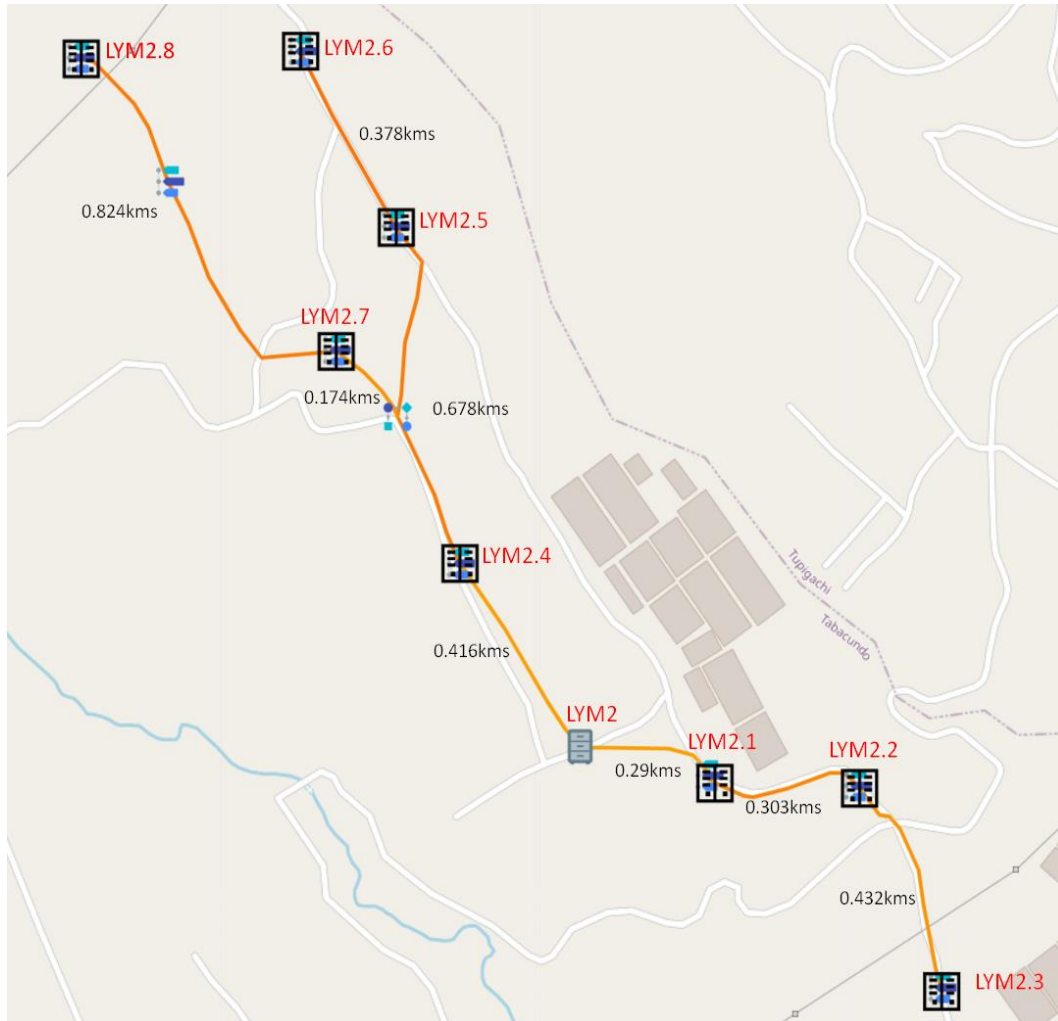 LYM2.8
LYM2.6
0.378kms
0.824kms
LYM2.5
LYM2.7
0.174kms
0.678kms
LYM2.4
Tupigachi
Tabacundo
0.416kms
LYM2
LYM2.1
LYM2.2
0.29kms
0.303kms
0.432kms
LYM2.3